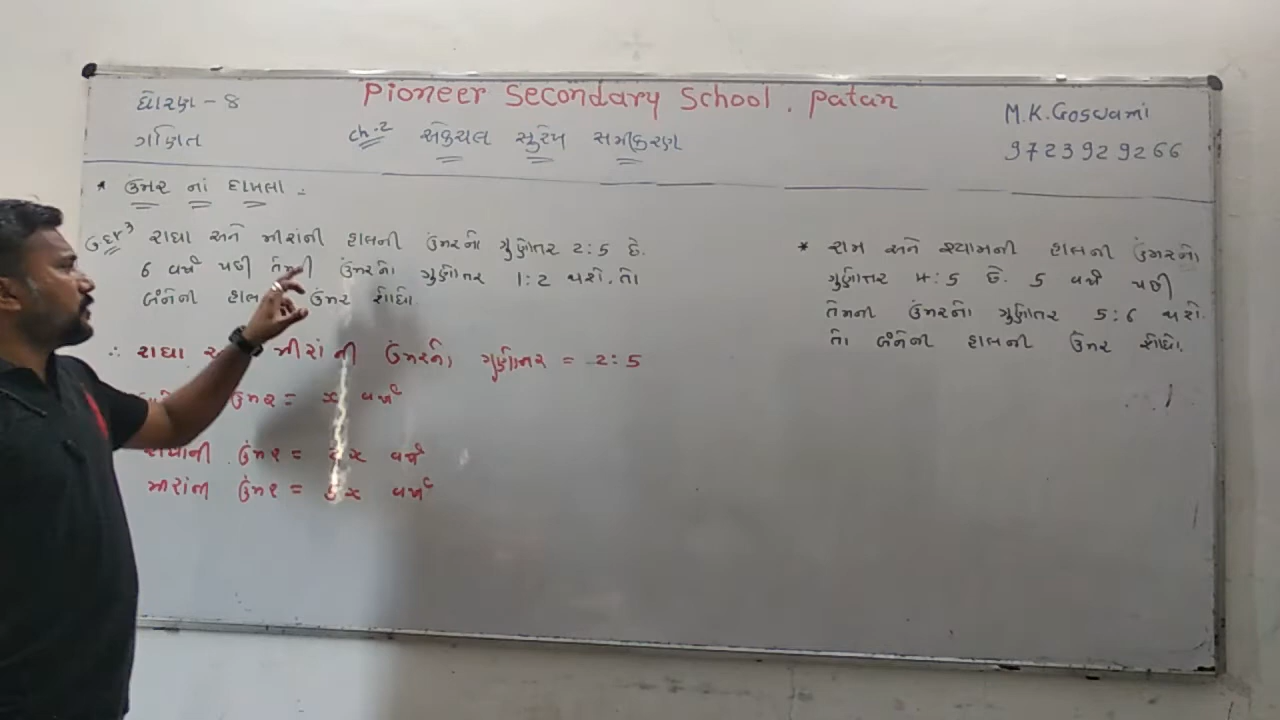 ધોરણ - 8
ગણિત
Pioneer Secondary School. Patan
ch.2 એકચલ સુરેખ સમીકરણ
M.K.Goswami
9723929266
* ઉંમર નાં દાખલા :
ઉદા 3 રાધા અને મીરાંની હાલની ઉંમરનો ગુણોત્તર 2:5 છે.
6 વર્ષ પછી તેમની ઉંમરનો ગુણોત્તર 1:2 થશે. તો
બંનેની હાલ ઉંમર શોધો.
∴ રાધા મીરાંની ઉંમરનો ગુણોત્તર = 2:5
ઉંમર = x વર્ષ
રાધાની ઉંમર = 2x વર્ષ
મીરાંની ઉંમર = 5x વર્ષ
* રામ અને શ્યામની હાલની ઉંમરનો
ગુણોત્તર 4:5 છે. 5 વર્ષ પછી
તેમની ઉંમરનો ગુણોત્તર 5:6 થશે.
તો બંનેની હાલની ઉંમર શોધો.